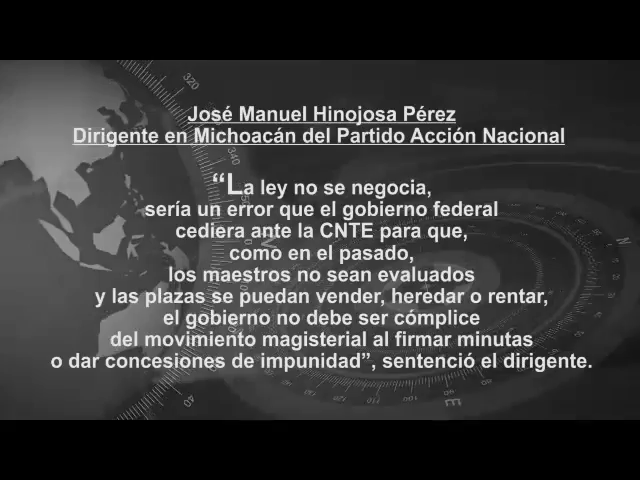 José Manuel Hinojosa Pérez
Dirigente en Michoacán del Partido Acción Nacional
“La ley no se negocia,
sería un error que el gobierno federal
cediera ante la CNTE para que,
como en el pasado,
los maestros no sean evaluados
y las plazas se puedan vender, heredar o rentar,
el gobierno no debe ser cómplice
del movimiento magisterial al firmar minutas
o dar concesiones de impunidad”, sentenció el dirigente.
320
340
40
E